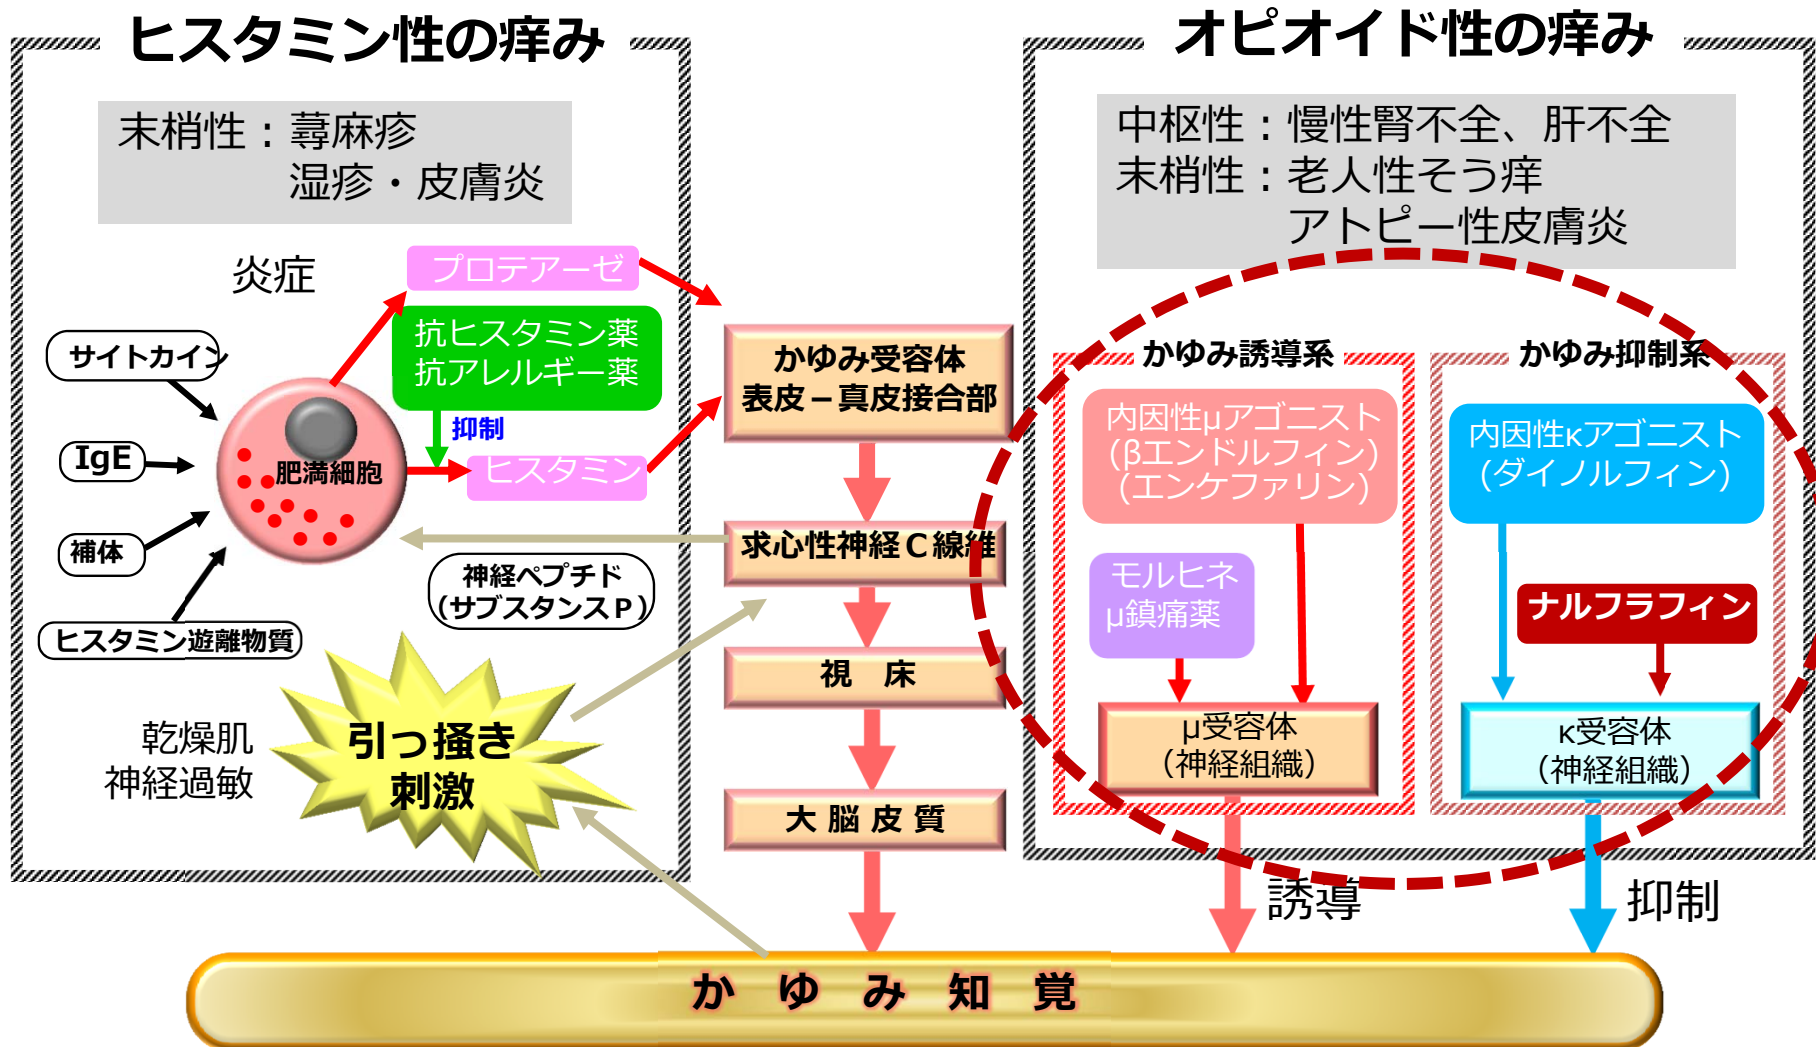 ヒスタミン性の痒み
末梢性：蕁麻疹
湿疹・皮膚炎
炎症
プロテアーゼ
抗ヒスタミン薬
抗アレルギー薬
抑制
ヒスタミン
サイトカイン
IgE
補体
ヒスタミン遊離物質
肥満細胞
神経ペプチド
（サブスタンスＰ）
乾燥肌
神経過敏
引っ掻き
刺激
かゆみ受容体
表皮－真皮接合部
求心性神経Ｃ線維
視　床
大脳皮質
オピオイド性の痒み
中枢性：慢性腎不全、肝不全
末梢性：老人性そう痒
アトピー性皮膚炎
かゆみ誘導系
内因性μアゴニスト
(βエンドルフィン)
(エンケファリン)
モルヒネ
μ鎮痛薬
μ受容体
（神経組織）
かゆみ抑制系
内因性κアゴニスト
(ダイノルフィン)
ナルフラフィン
κ受容体
（神経組織）
誘導
抑制
かゆみ知覚